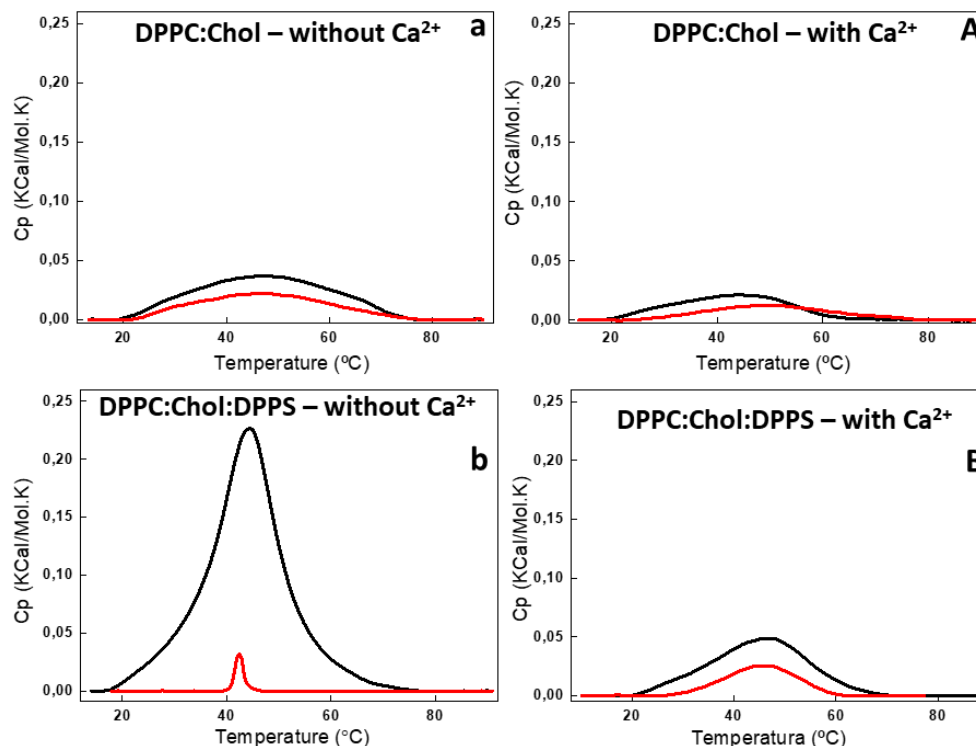 DPPC:Chol – without Ca²⁺
a
0,25
0,20
0,15
0,10
0,05
0,00
Cp (KCal/Mol.K)
20
40
60
80
Temperature (ºC)
DPPC:Chol – with Ca²⁺
A
0,25
0,20
0,15
0,10
0,05
0,00
Cp (KCal/Mol.K)
20
40
60
80
Temperature (ºC)
DPPC:Chol:DPPS – without Ca²⁺
b
0,25
0,20
0,15
0,10
0,05
0,00
Cp (KCal/Mol.K)
20
40
60
80
Temperature (°C)
DPPC:Chol:DPPS – with Ca²⁺
B
0,25
0,20
0,15
0,10
0,05
0,00
Cp (KCal/Mol.K)
20
40
60
80
Temperatura (ºC)